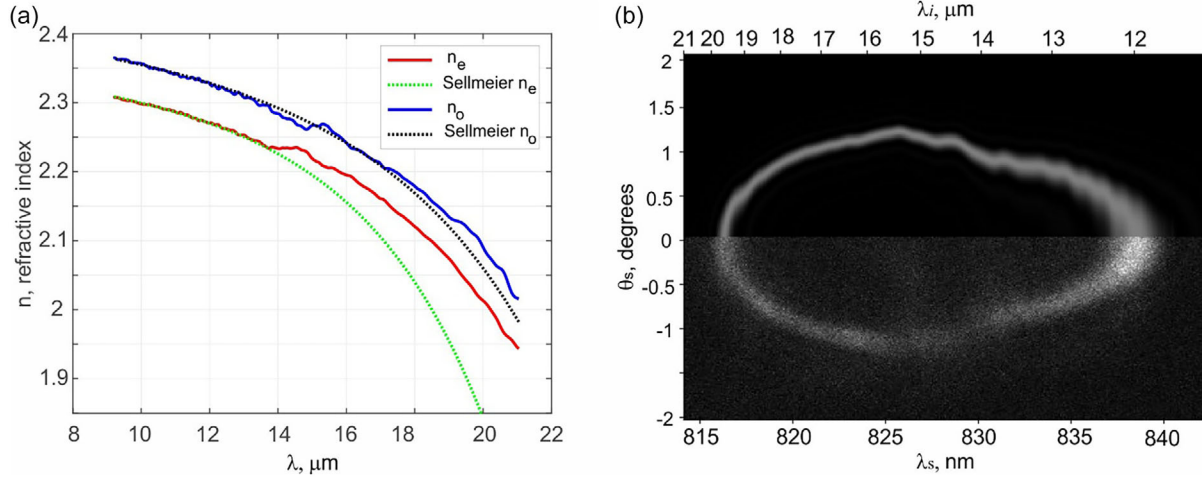 (a)
2.4
2.3
2.2
2.1
2
1.9
n, refractive index
8 10 12 14 16 18 20 22
λ, μm
nₑ
Sellmeier nₑ
nₒ
Sellmeier nₒ
(b)
λi, μm
21 20 19 18 17 16 15 14 13 12
2
1.5
1
0.5
0
-0.5
-1
-2
θs, degrees
815 820 825 830 835 840
λs, nm